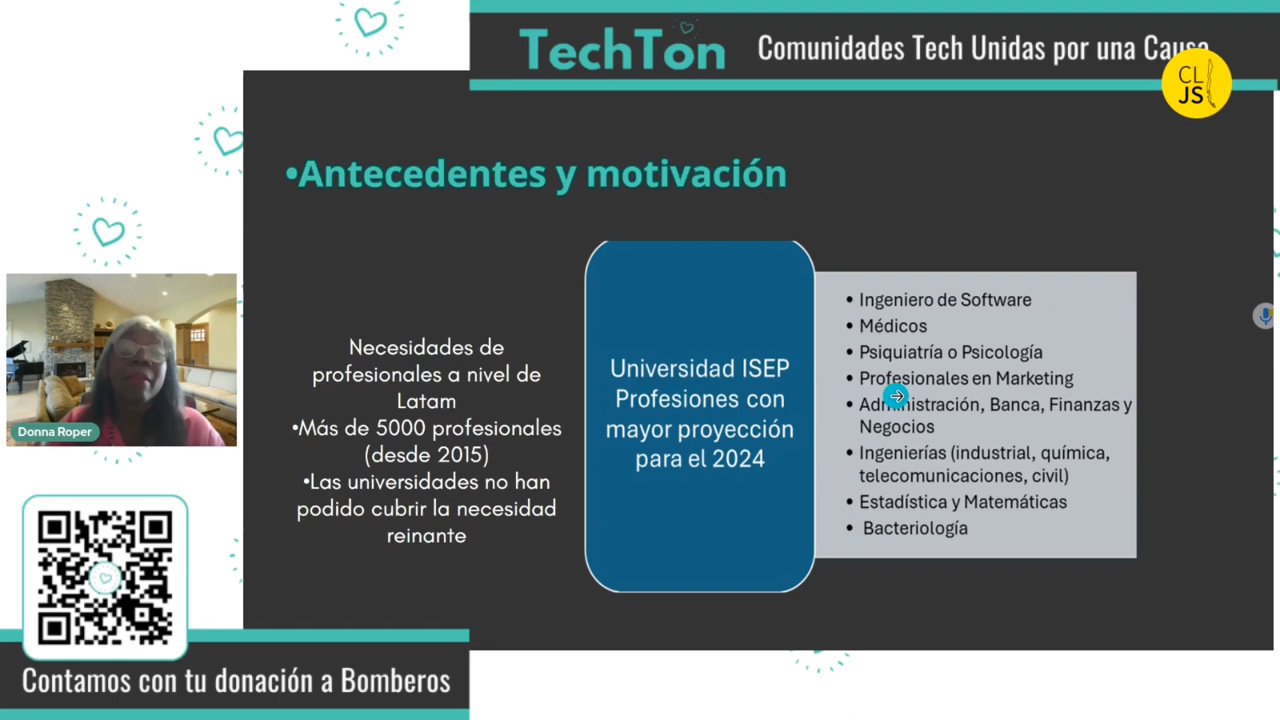 TechTon
Comunidades Tech Unidas por una Causa
CL
JS
•Antecedentes y motivación
Necesidades de
profesionales a nivel de
Latam
•Más de 5000 profesionales
(desde 2015)
•Las universidades no han
podido cubrir la necesidad
reinante
Universidad ISEP
Profesiones con
mayor proyección
para el 2024
• Ingeniero de Software
• Médicos
• Psiquiatría o Psicología
• Profesionales en Marketing
• Administración, Banca, Finanzas y
Negocios
• Ingenierías (industrial, química,
telecomunicaciones, civil)
• Estadística y Matemáticas
• Bacteriología
Donna Roper
Contamos con tu donación a Bomberos